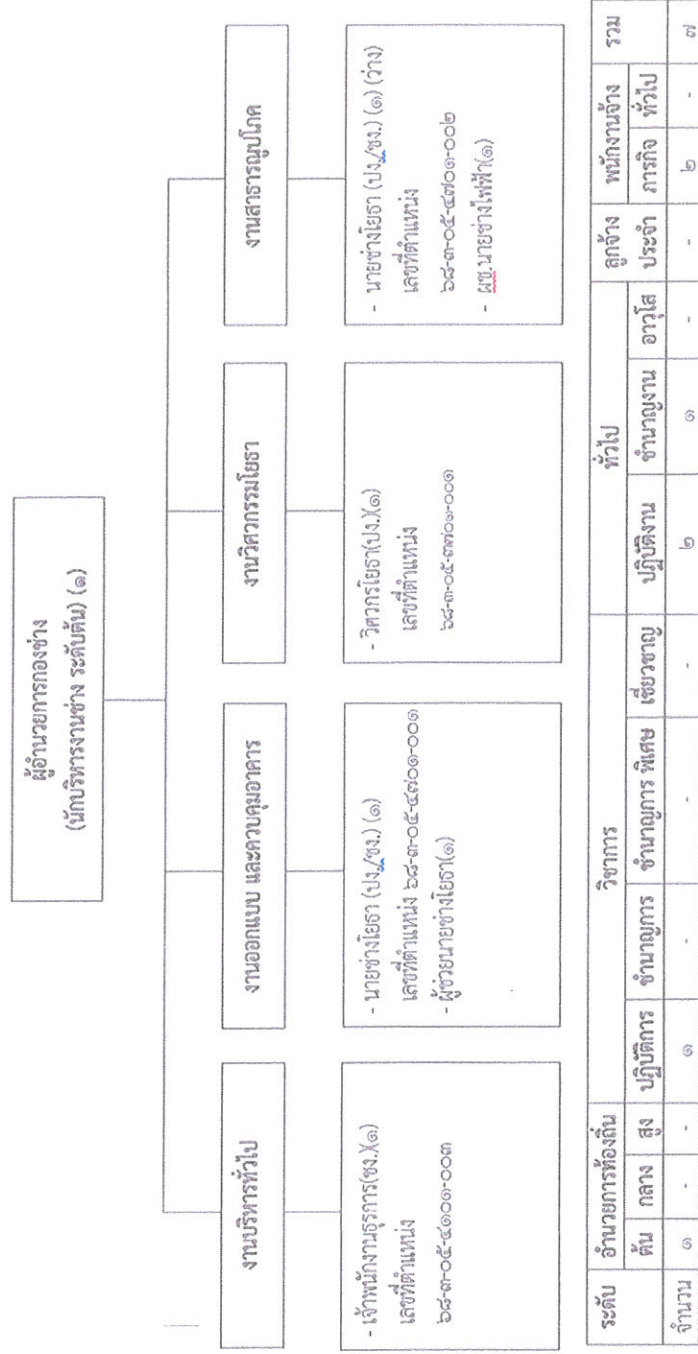 ผู้อำนวยการกองช่าง
(นักบริหารงานช่าง ระดับต้น) (๑)
งานบริหารทั่วไป
- เจ้าพนักงานธุรการ(ชง.)(๑)
เลขที่ตำแหน่ง
๖๘-๓-๐๕-๔๑๐๑-๐๐๓
งานออกแบบ และควบคุมอาคาร
- นายช่างโยธา (ปง./ชง.) (๑)
เลขที่ตำแหน่ง ๖๘-๓-๐๕-๔๗๐๑-๐๐๑
- ผู้ช่วยนายช่างโยธา(๑)
งานวิศวกรรมโยธา
- วิศวกรโยธา(ปง.)(๑)
เลขที่ตำแหน่ง
๖๘-๓-๐๕-๓๗๐๑-๐๐๑
งานสาธารณูปโภค
- นายช่างโยธา (ปง./ชง.) (๑) (ว่าง)
เลขที่ตำแหน่ง
๖๘-๓-๐๕-๔๗๐๑-๐๐๒
- ผช.นายช่างไฟฟ้า(๑)
ระดับ อำนวยการท้องถิ่น วิชาการ ทั่วไป ลูกจ้างประจำ พนักงานจ้าง รวม
ต้น กลาง สูง ปฏิบัติการ ชำนาญการ ชำนาญการ พิเศษ เชี่ยวชาญ ปฏิบัติงาน ชำนาญงาน อาวุโส ภารกิจ ทั่วไป
จำนวน ๑ - - ๑ - - - ๒ ๑ - - ๒ - ๗